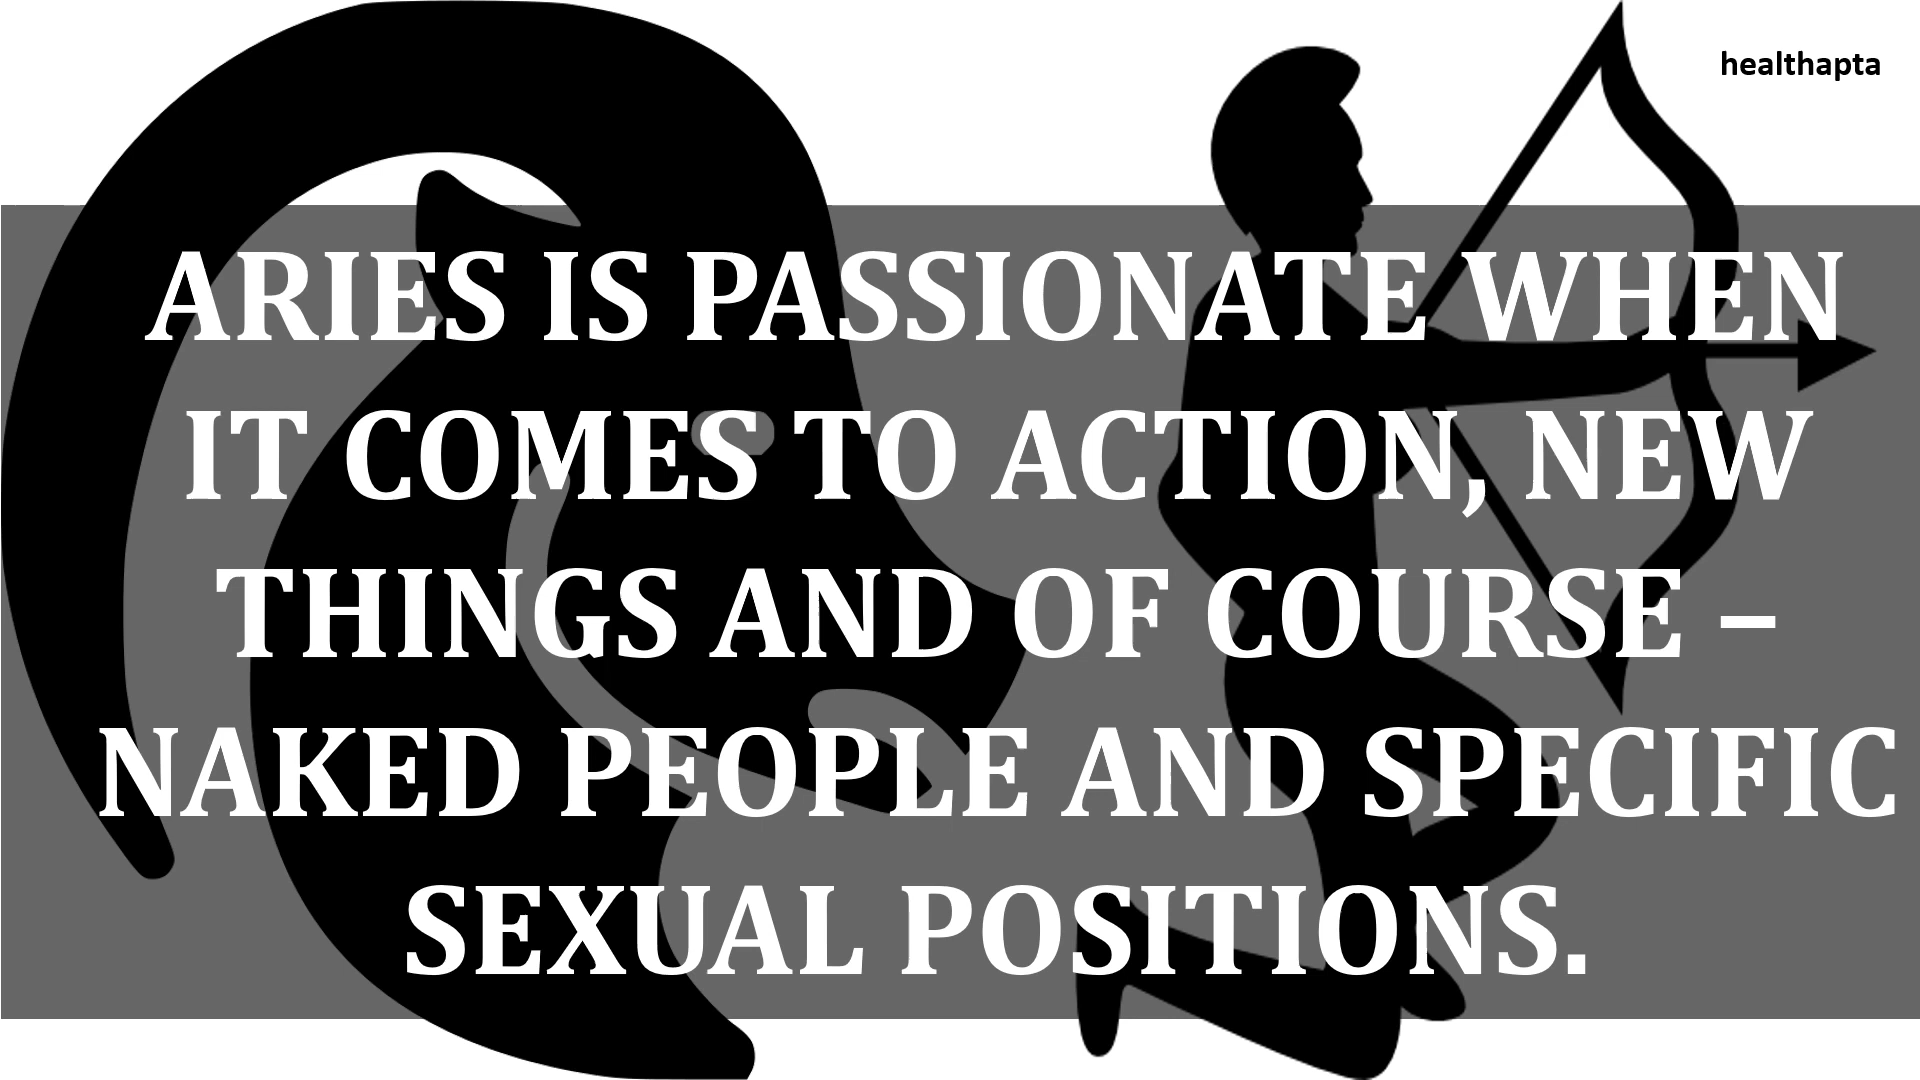 healthapta
ARIES IS PASSIONATE WHEN
IT COMES TO ACTION, NEW
THINGS AND OF COURSE –
NAKED PEOPLE AND SPECIFIC
SEXUAL POSITIONS.